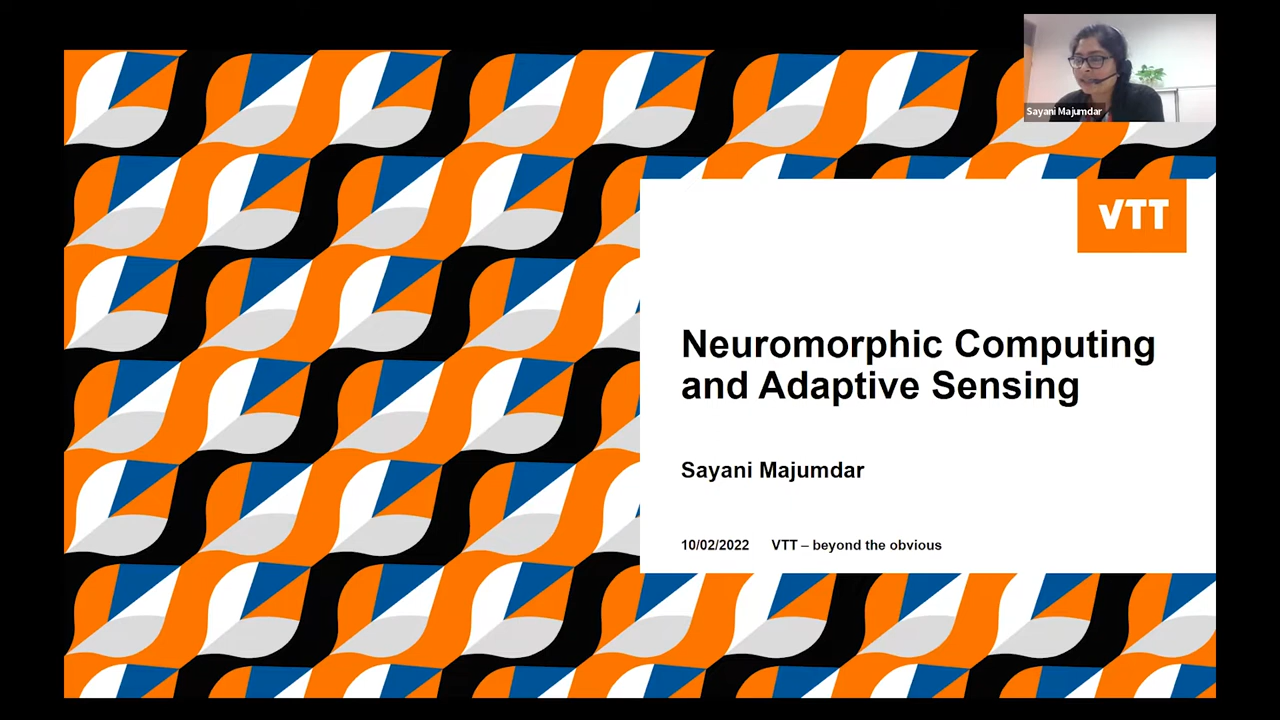 Sayani Majumdar
VTT
Neuromorphic Computing
and Adaptive Sensing
Sayani Majumdar
10/02/2022 VTT – beyond the obvious